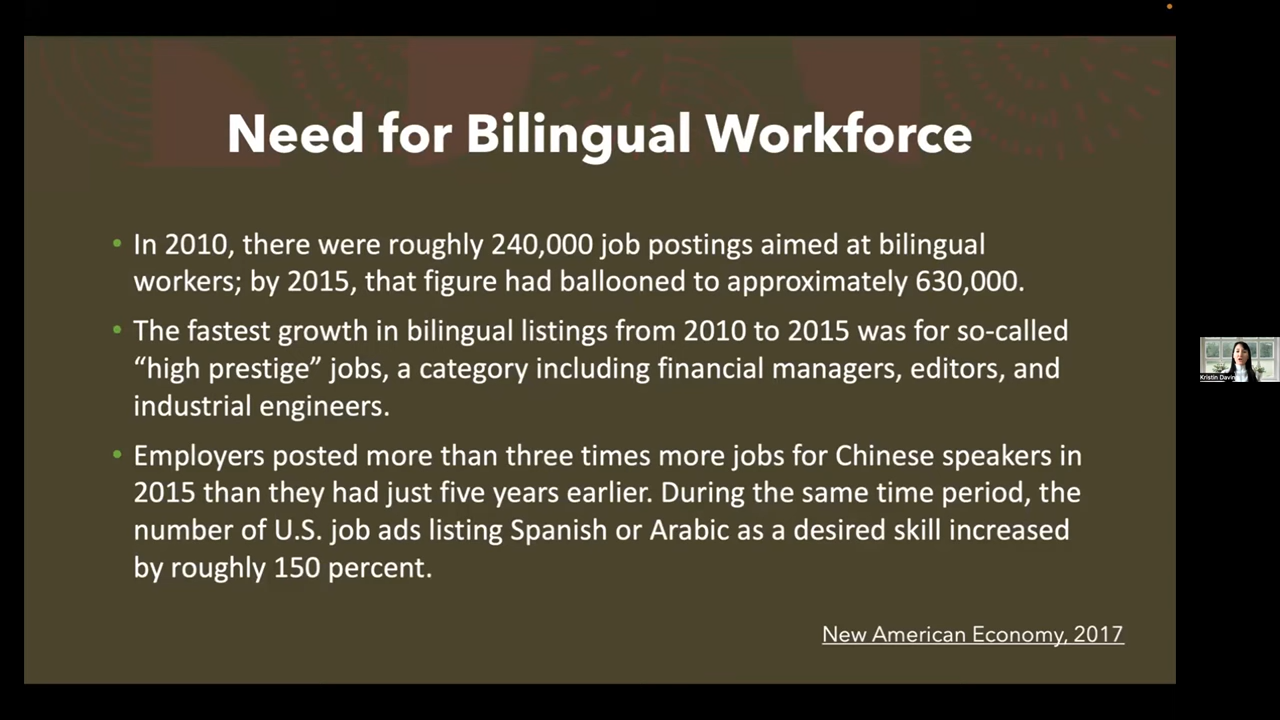 Need for Bilingual Workforce
• In 2010, there were roughly 240,000 job postings aimed at bilingual
workers; by 2015, that figure had ballooned to approximately 630,000.
• The fastest growth in bilingual listings from 2010 to 2015 was for so-called
“high prestige” jobs, a category including financial managers, editors, and
industrial engineers.
• Employers posted more than three times more jobs for Chinese speakers in
2015 than they had just five years earlier. During the same time period, the
number of U.S. job ads listing Spanish or Arabic as a desired skill increased
by roughly 150 percent.
New American Economy, 2017
Kristin